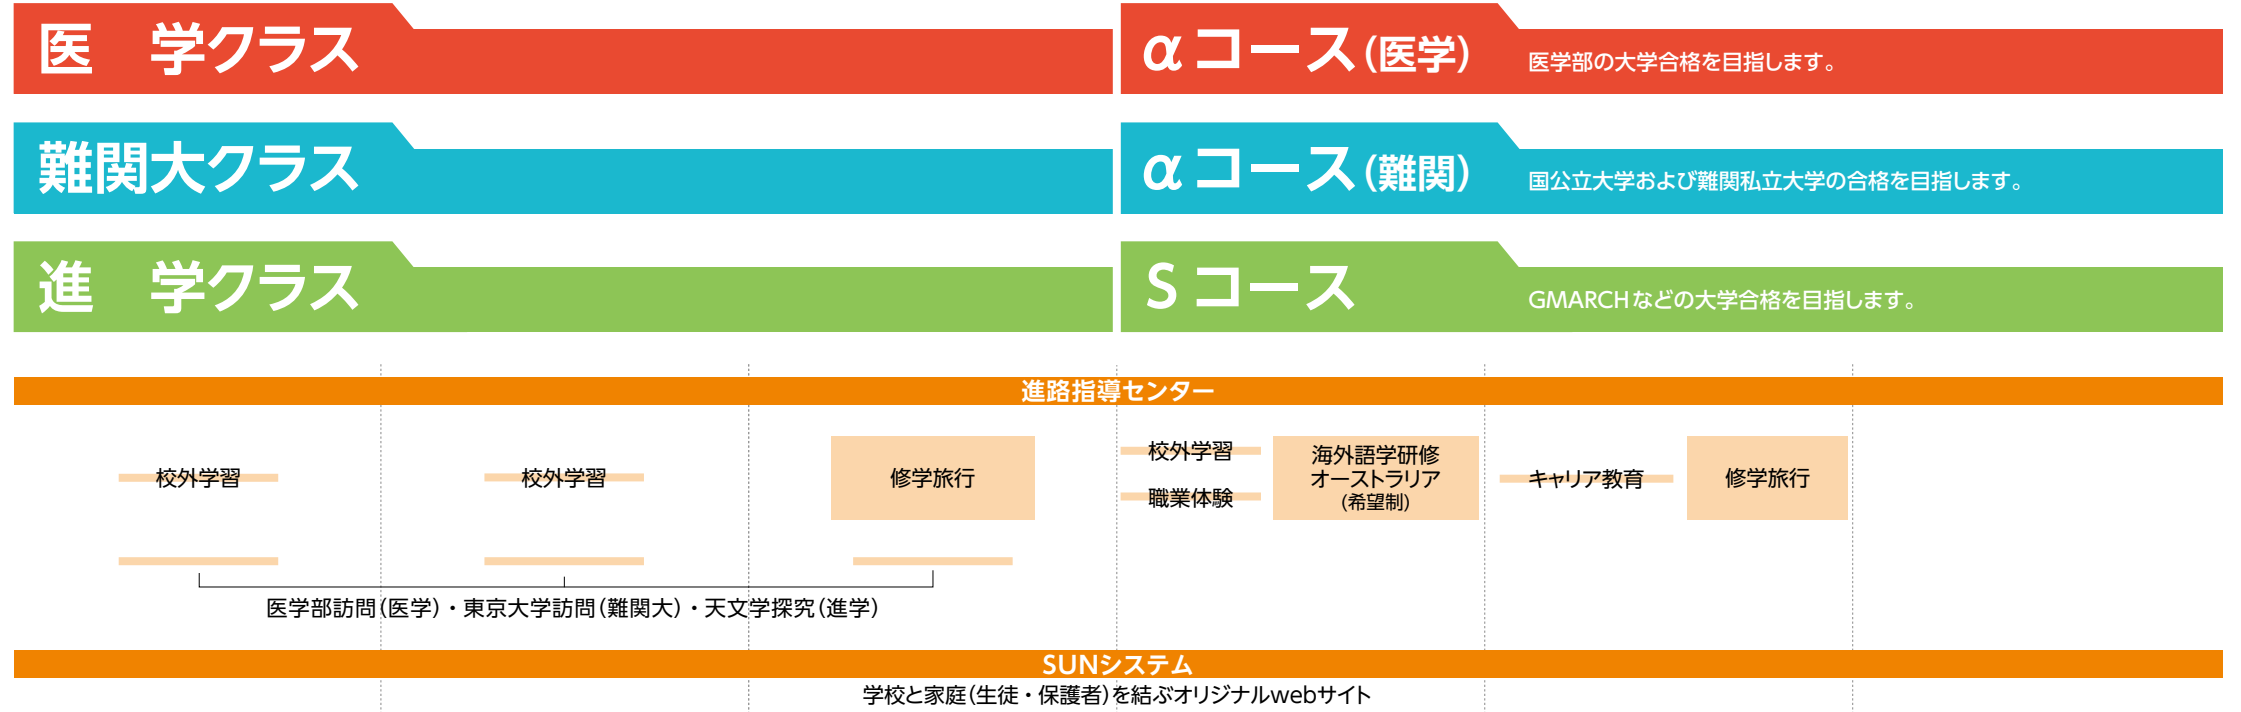 医　学クラス
αコース(医学) 医学部の大学合格を目指します。
難関大クラス
αコース(難関) 国公立大学および難関私立大学の合格を目指します。
進　学クラス
Sコース GMARCHなどの大学合格を目指します。
進路指導センター
校外学習
校外学習
修学旅行
校外学習
職業体験
海外語学研修
オーストラリア
(希望制)
キャリア教育
修学旅行
医学部訪問(医学)・東京大学訪問(難関大)・天文学探究(進学)
SUNシステム
学校と家庭(生徒・保護者)を結ぶオリジナルwebサイト